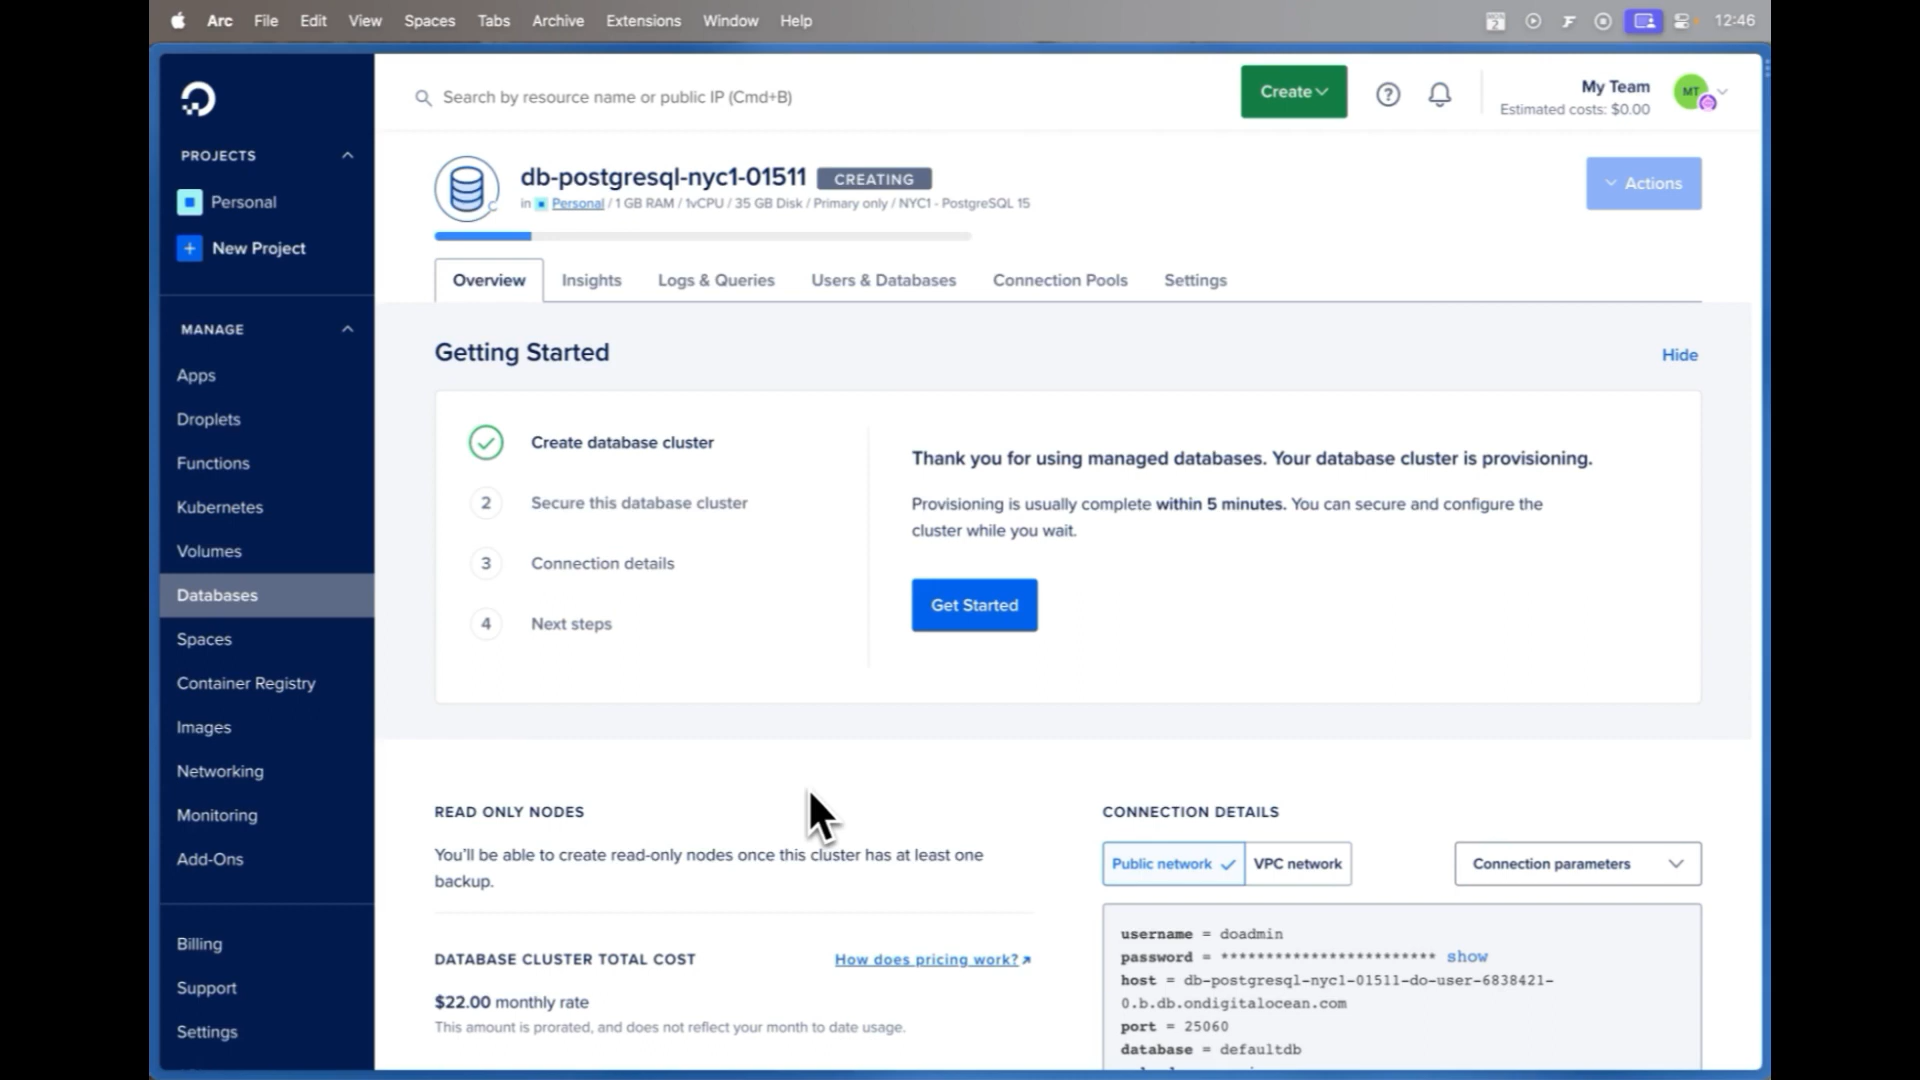 Arc File Edit View Spaces Tabs Archive Extensions Window Help
2 12:46
Search by resource name or public IP (Cmd+B)
Create
?
My Team
Estimated costs: $0.00
MT
PROJECTS
Personal
+ New Project
MANAGE
Apps
Droplets
Functions
Kubernetes
Volumes
Databases
Spaces
Container Registry
Images
Networking
Monitoring
Add-Ons
Billing
Support
Settings
db-postgresql-nyc1-01511 CREATING
in Personal / 1 GB RAM / 1vCPU / 35 GB Disk / Primary only / NYC1 - PostgreSQL 15
Actions
Overview Insights Logs & Queries Users & Databases Connection Pools Settings
Getting Started
Hide
Create database cluster
2 Secure this database cluster
3 Connection details
4 Next steps
Thank you for using managed databases. Your database cluster is provisioning.
Provisioning is usually complete within 5 minutes. You can secure and configure the
cluster while you wait.
Get Started
READ ONLY NODES
You'll be able to create read-only nodes once this cluster has at least one
backup.
DATABASE CLUSTER TOTAL COST
How does pricing work?
$22.00 monthly rate
This amount is prorated, and does not reflect your month to date usage.
CONNECTION DETAILS
Public network VPC network
Connection parameters
username = doadmin
password = ************************ show
host = db-postgresql-nyc1-01511-do-user-6838421-
0.b.db.ondigitalocean.com
port = 25060
database = defaultdb